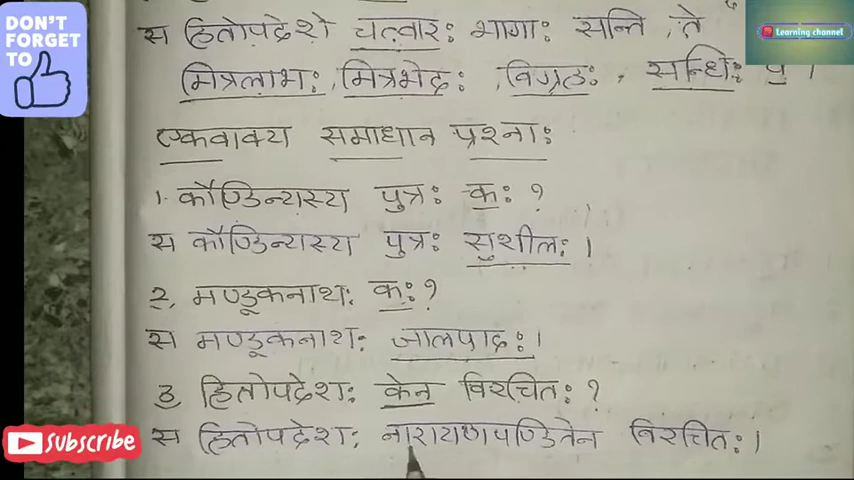 स हितोपदेशे चत्वारः भागाः सन्ति, ते
मित्रलाभः, मित्रभेदः, विग्रहः, सन्धिः च।
एकवाक्य समाधान प्रश्नाः
1. कौण्डिन्यस्य पुत्रः कः ?
स कौण्डिन्यस्य पुत्रः सुशीलः।
२. मण्डूकनाथः कः ?
स मण्डूकनाथः जालपादः।
3. हितोपदेशः केन विरचितः ?
स हितोपदेशः नारायणपण्डितेन विरचितः।
DON'T
FORGET
TO
Learning channel
Subscribe